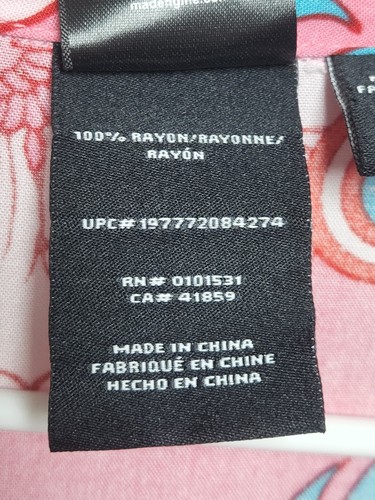 100% RAYON/RAYONNE/
RAYÓN
UPC# 197772084274
RN# 0101531
CA# 41859
MADE IN CHINA
FABRIQUÉ EN CHINE
HECHO EN CHINA